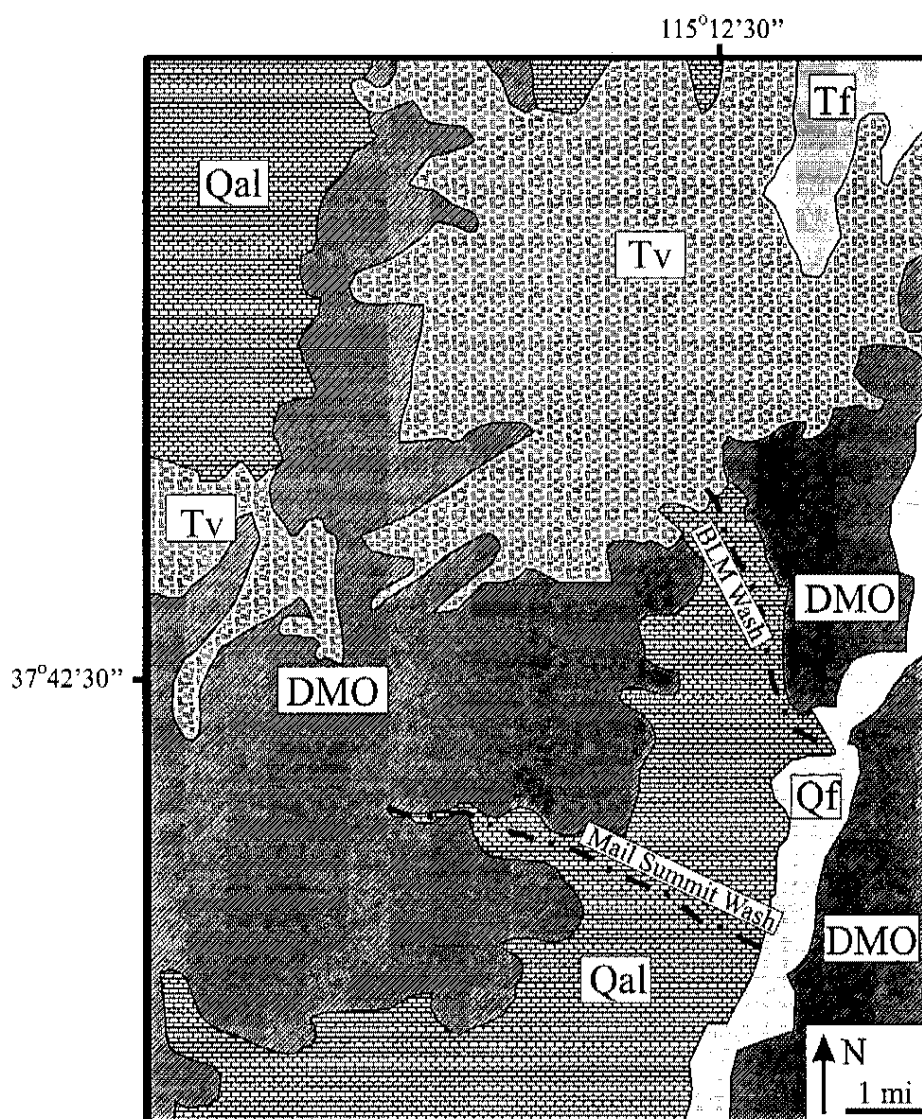 115°12'30"
Tf
Qal
Tv
Tv
BLM Wash
DMO
37°42'30"
DMO
Qf
Mail Summit Wash
DMO
Qal
N
1 mi